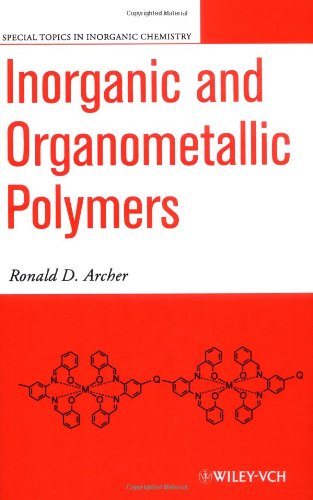 SPECIAL TOPICS IN INORGANIC CHEMISTRY
Inorganic and
Organometallic
Polymers
Ronald D. Archer
N O M O N Q N O M O N Q
N O O N N O O N
WILEY-VCH